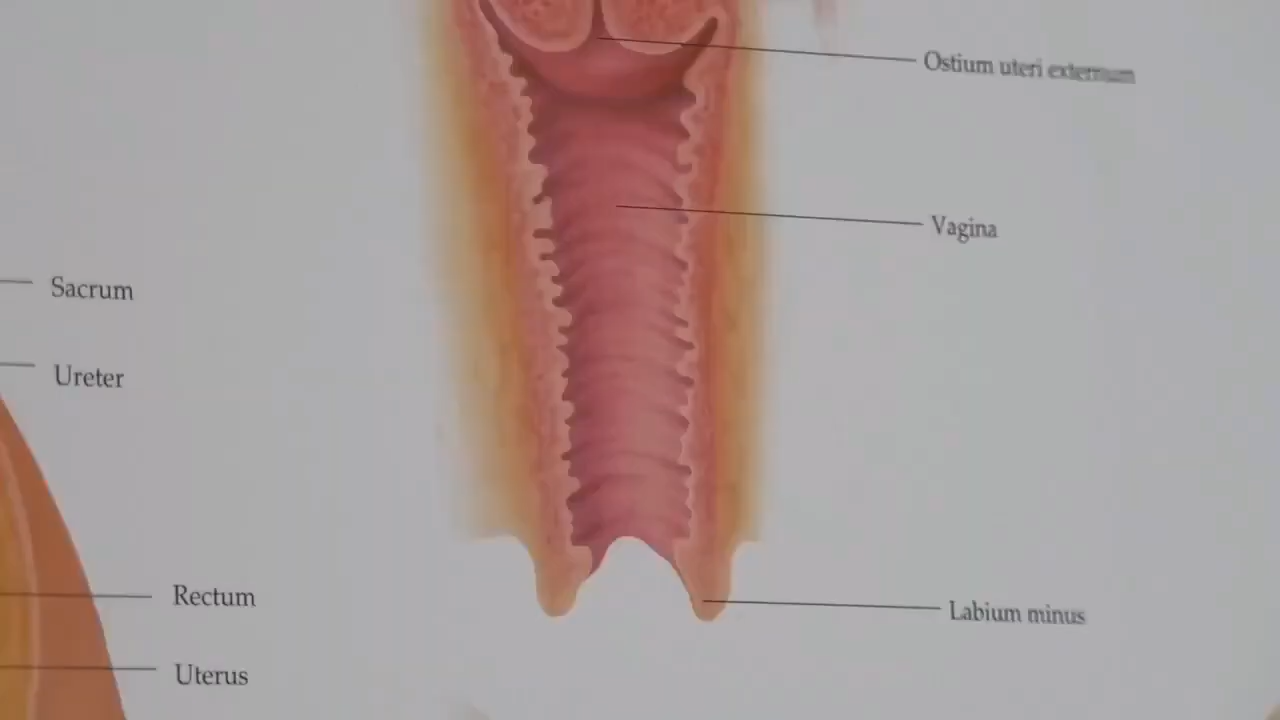 Ostium uteri externum
Vagina
Sacrum
Ureter
Rectum
Labium minus
Uterus